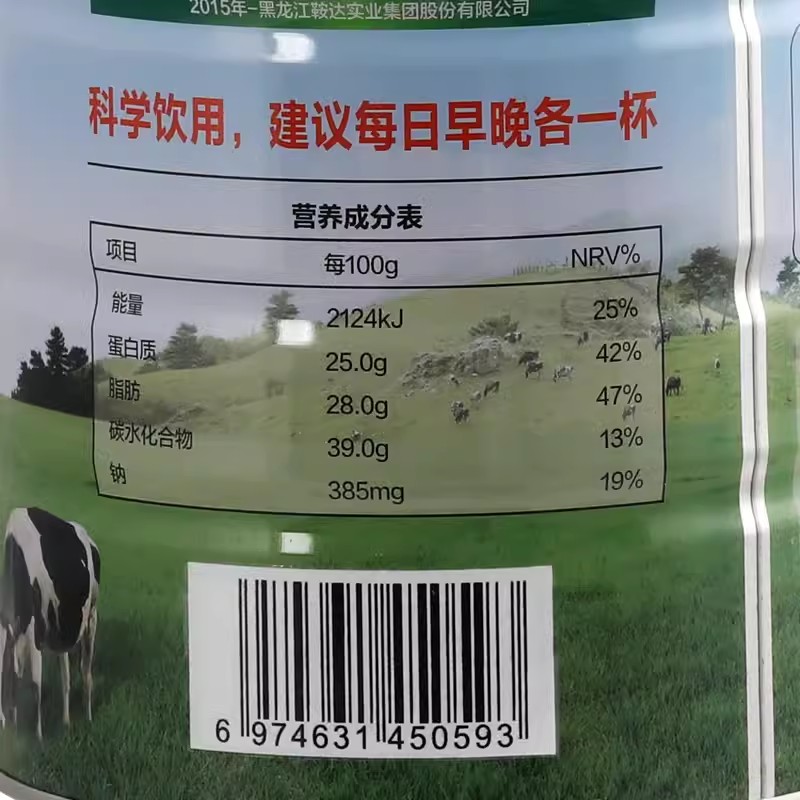 2015年-黑龙江鞍达实业集团股份有限公司
科学饮用，建议每日早晚各一杯
营养成分表
项目 每100g NRV%
能量 2124kJ 25%
蛋白质 25.0g 42%
脂肪 28.0g 47%
碳水化合物 39.0g 13%
钠 385mg 19%
6 974631 450593